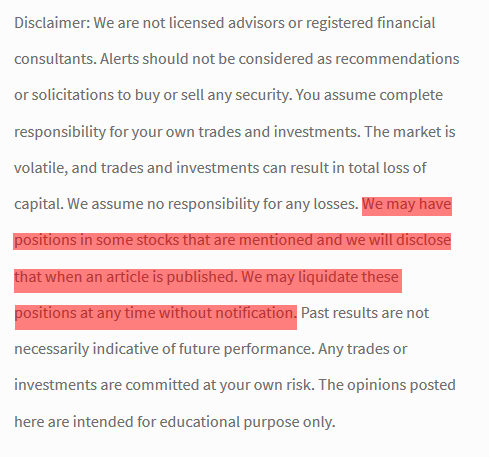 Disclaimer: We are not licensed advisors or registered financial
consultants. Alerts should not be considered as recommendations
or solicitations to buy or sell any security. You assume complete
responsibility for your own trades and investments. The market is
volatile, and trades and investments can result in total loss of
capital. We assume no responsibility for any losses. We may have
positions in some stocks that are mentioned and we will disclose
that when an article is published. We may liquidate these
positions at any time without notification. Past results are not
necessarily indicative of future performance. Any trades or
investments are committed at your own risk. The opinions posted
here are intended for educational purpose only.